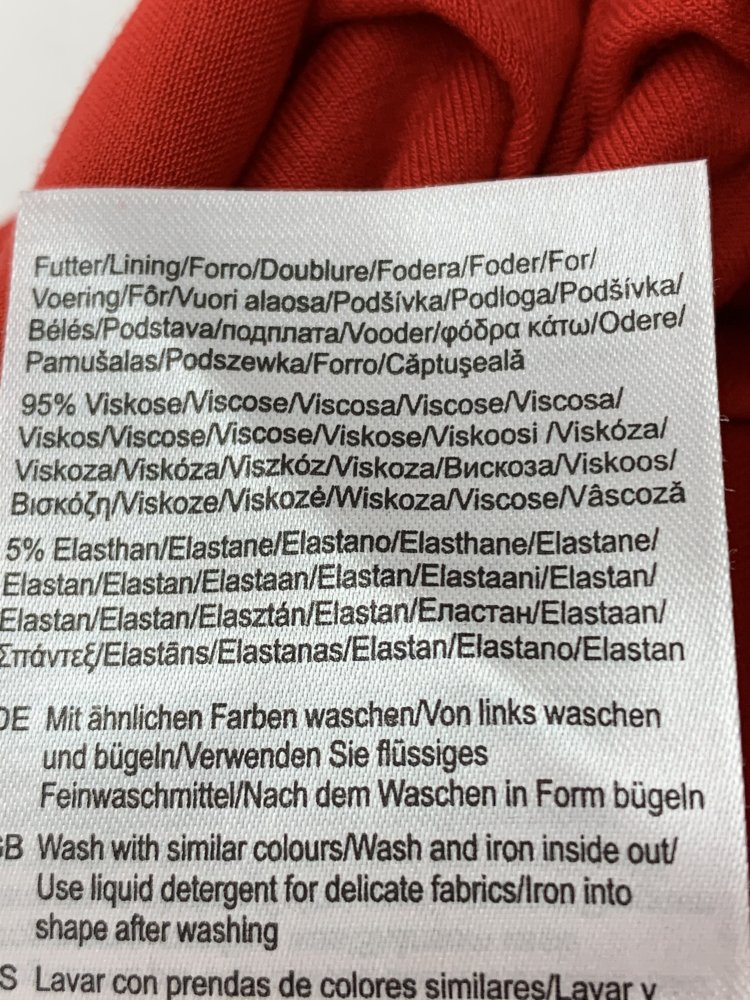 Futter/Lining/Forro/Doublure/Fodera/Foder/For/
Voering/Fôr/Vuori alaosa/Podšívka/Podloga/Podšívka/
Bélés/Podstava/подплата/Vooder/φόδρα κάτω/Odere/
Pamušalas/Podszewka/Forro/Căptuşeală
95% Viskose/Viscose/Viscosa/Viscose/Viscosa/
Viskos/Viscose/Viscose/Viskose/Viskoosi /Viskóza/
Viskoza/Viskóza/Viszkóz/Viskoza/Вискоза/Viskoos/
Βισκόζη/Viskoze/Viskozė/Wiskoza/Viscose/Vâscoză
5% Elasthan/Elastane/Elastano/Elasthane/Elastane/
Elastan/Elastan/Elastaan/Elastan/Elastaani/Elastan/
Elastan/Elastan/Elasztán/Elastan/Еластан/Elastaan/
Σπάντεξ/Elastāns/Elastanas/Elastan/Elastano/Elastan
DE Mit ähnlichen Farben waschen/Von links waschen
und bügeln/Verwenden Sie flüssiges
Feinwaschmittel/Nach dem Waschen in Form bügeln
GB Wash with similar colours/Wash and iron inside out/
Use liquid detergent for delicate fabrics/Iron into
shape after washing
ES Lavar con prendas de colores similares/Lavar y